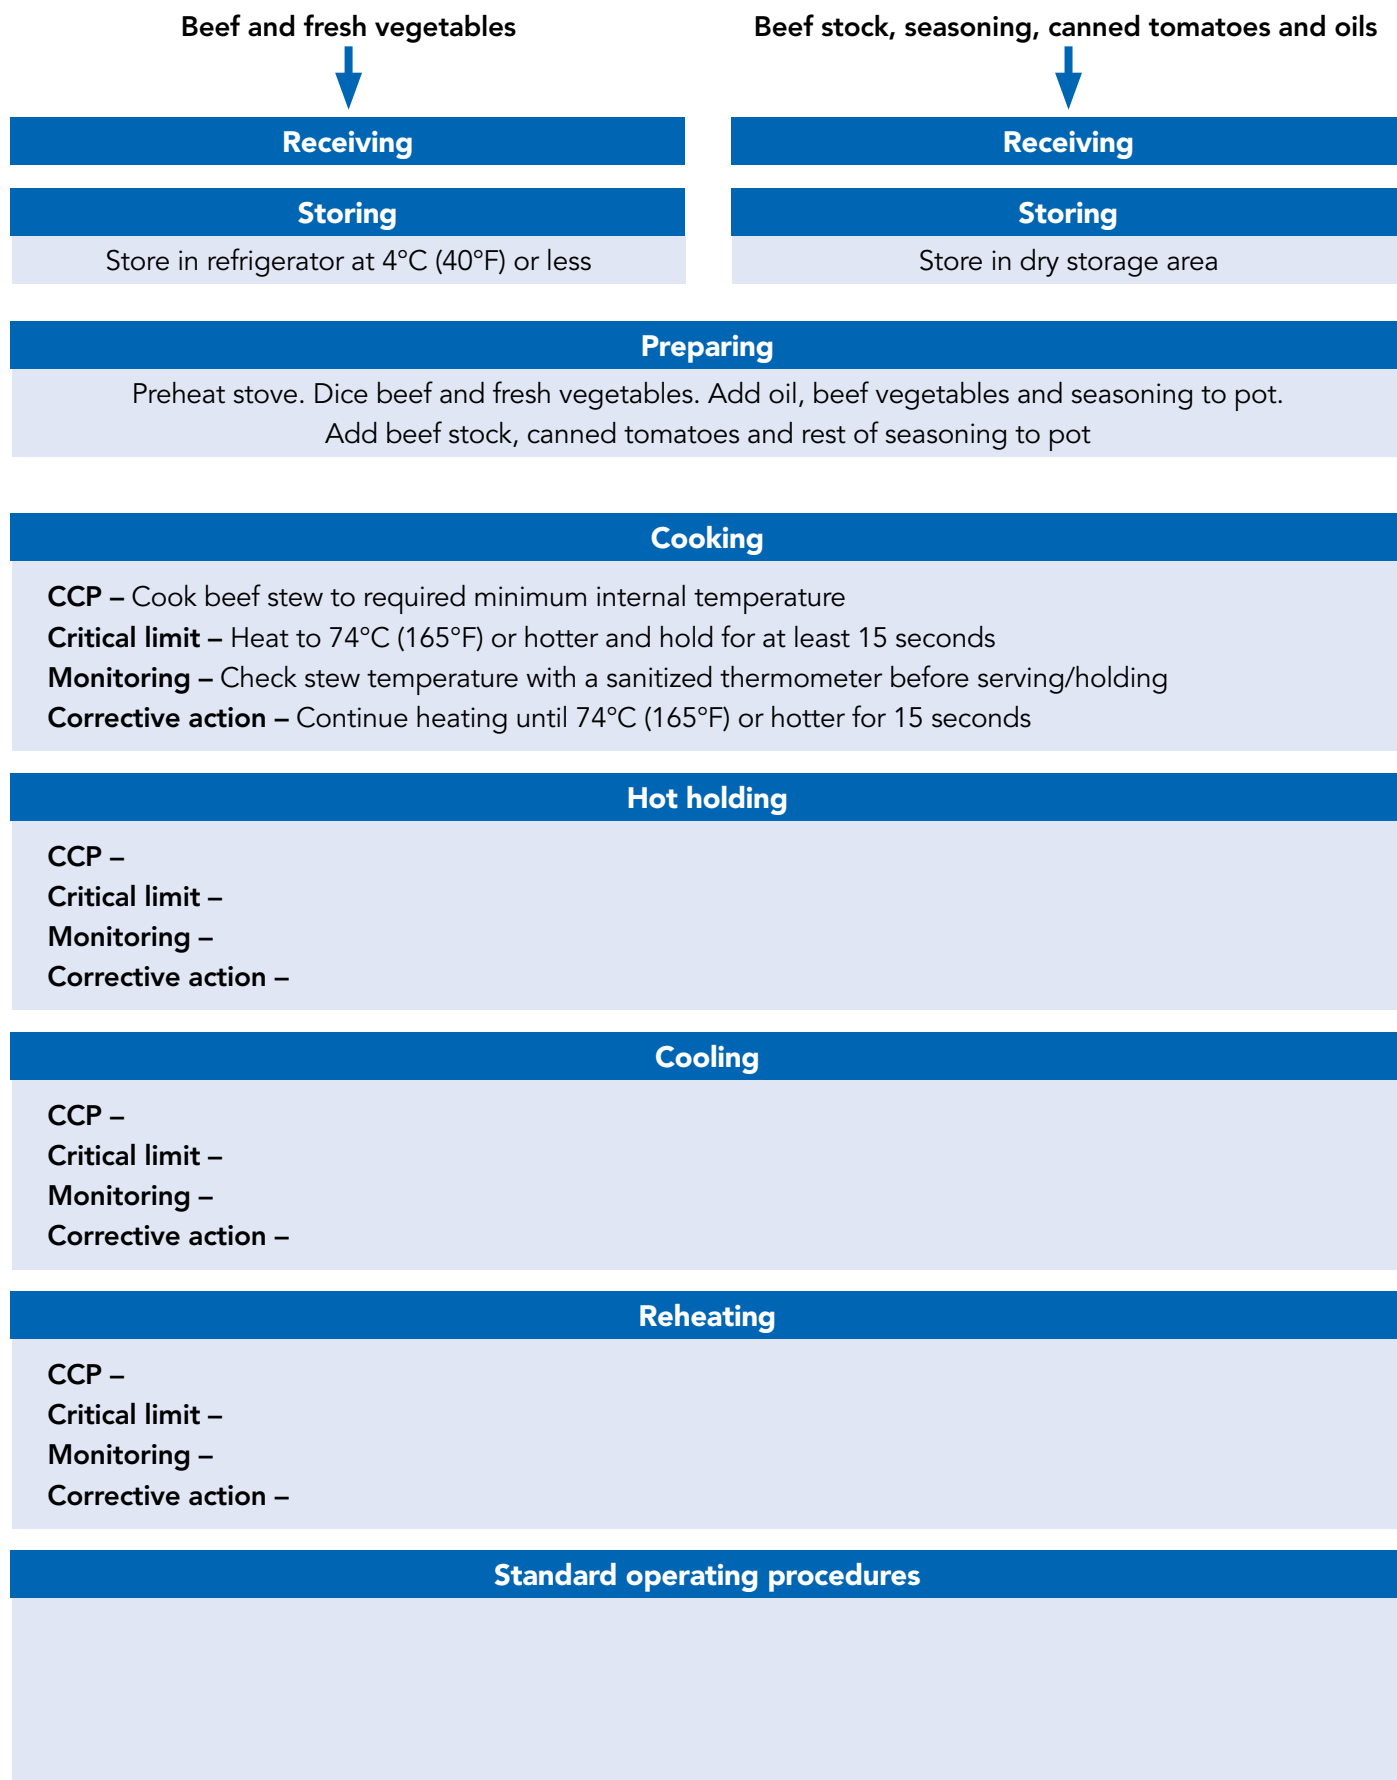 Beef and fresh vegetables
Beef stock, seasoning, canned tomatoes and oils
Receiving
Receiving
Storing
Storing
Store in refrigerator at 4°C (40°F) or less
Store in dry storage area
Preparing
Preheat stove. Dice beef and fresh vegetables. Add oil, beef vegetables and seasoning to pot.
Add beef stock, canned tomatoes and rest of seasoning to pot
Cooking
CCP – Cook beef stew to required minimum internal temperature
Critical limit – Heat to 74°C (165°F) or hotter and hold for at least 15 seconds
Monitoring – Check stew temperature with a sanitized thermometer before serving/holding
Corrective action – Continue heating until 74°C (165°F) or hotter for 15 seconds
Hot holding
CCP –
Critical limit –
Monitoring –
Corrective action –
Cooling
CCP –
Critical limit –
Monitoring –
Corrective action –
Reheating
CCP –
Critical limit –
Monitoring –
Corrective action –
Standard operating procedures